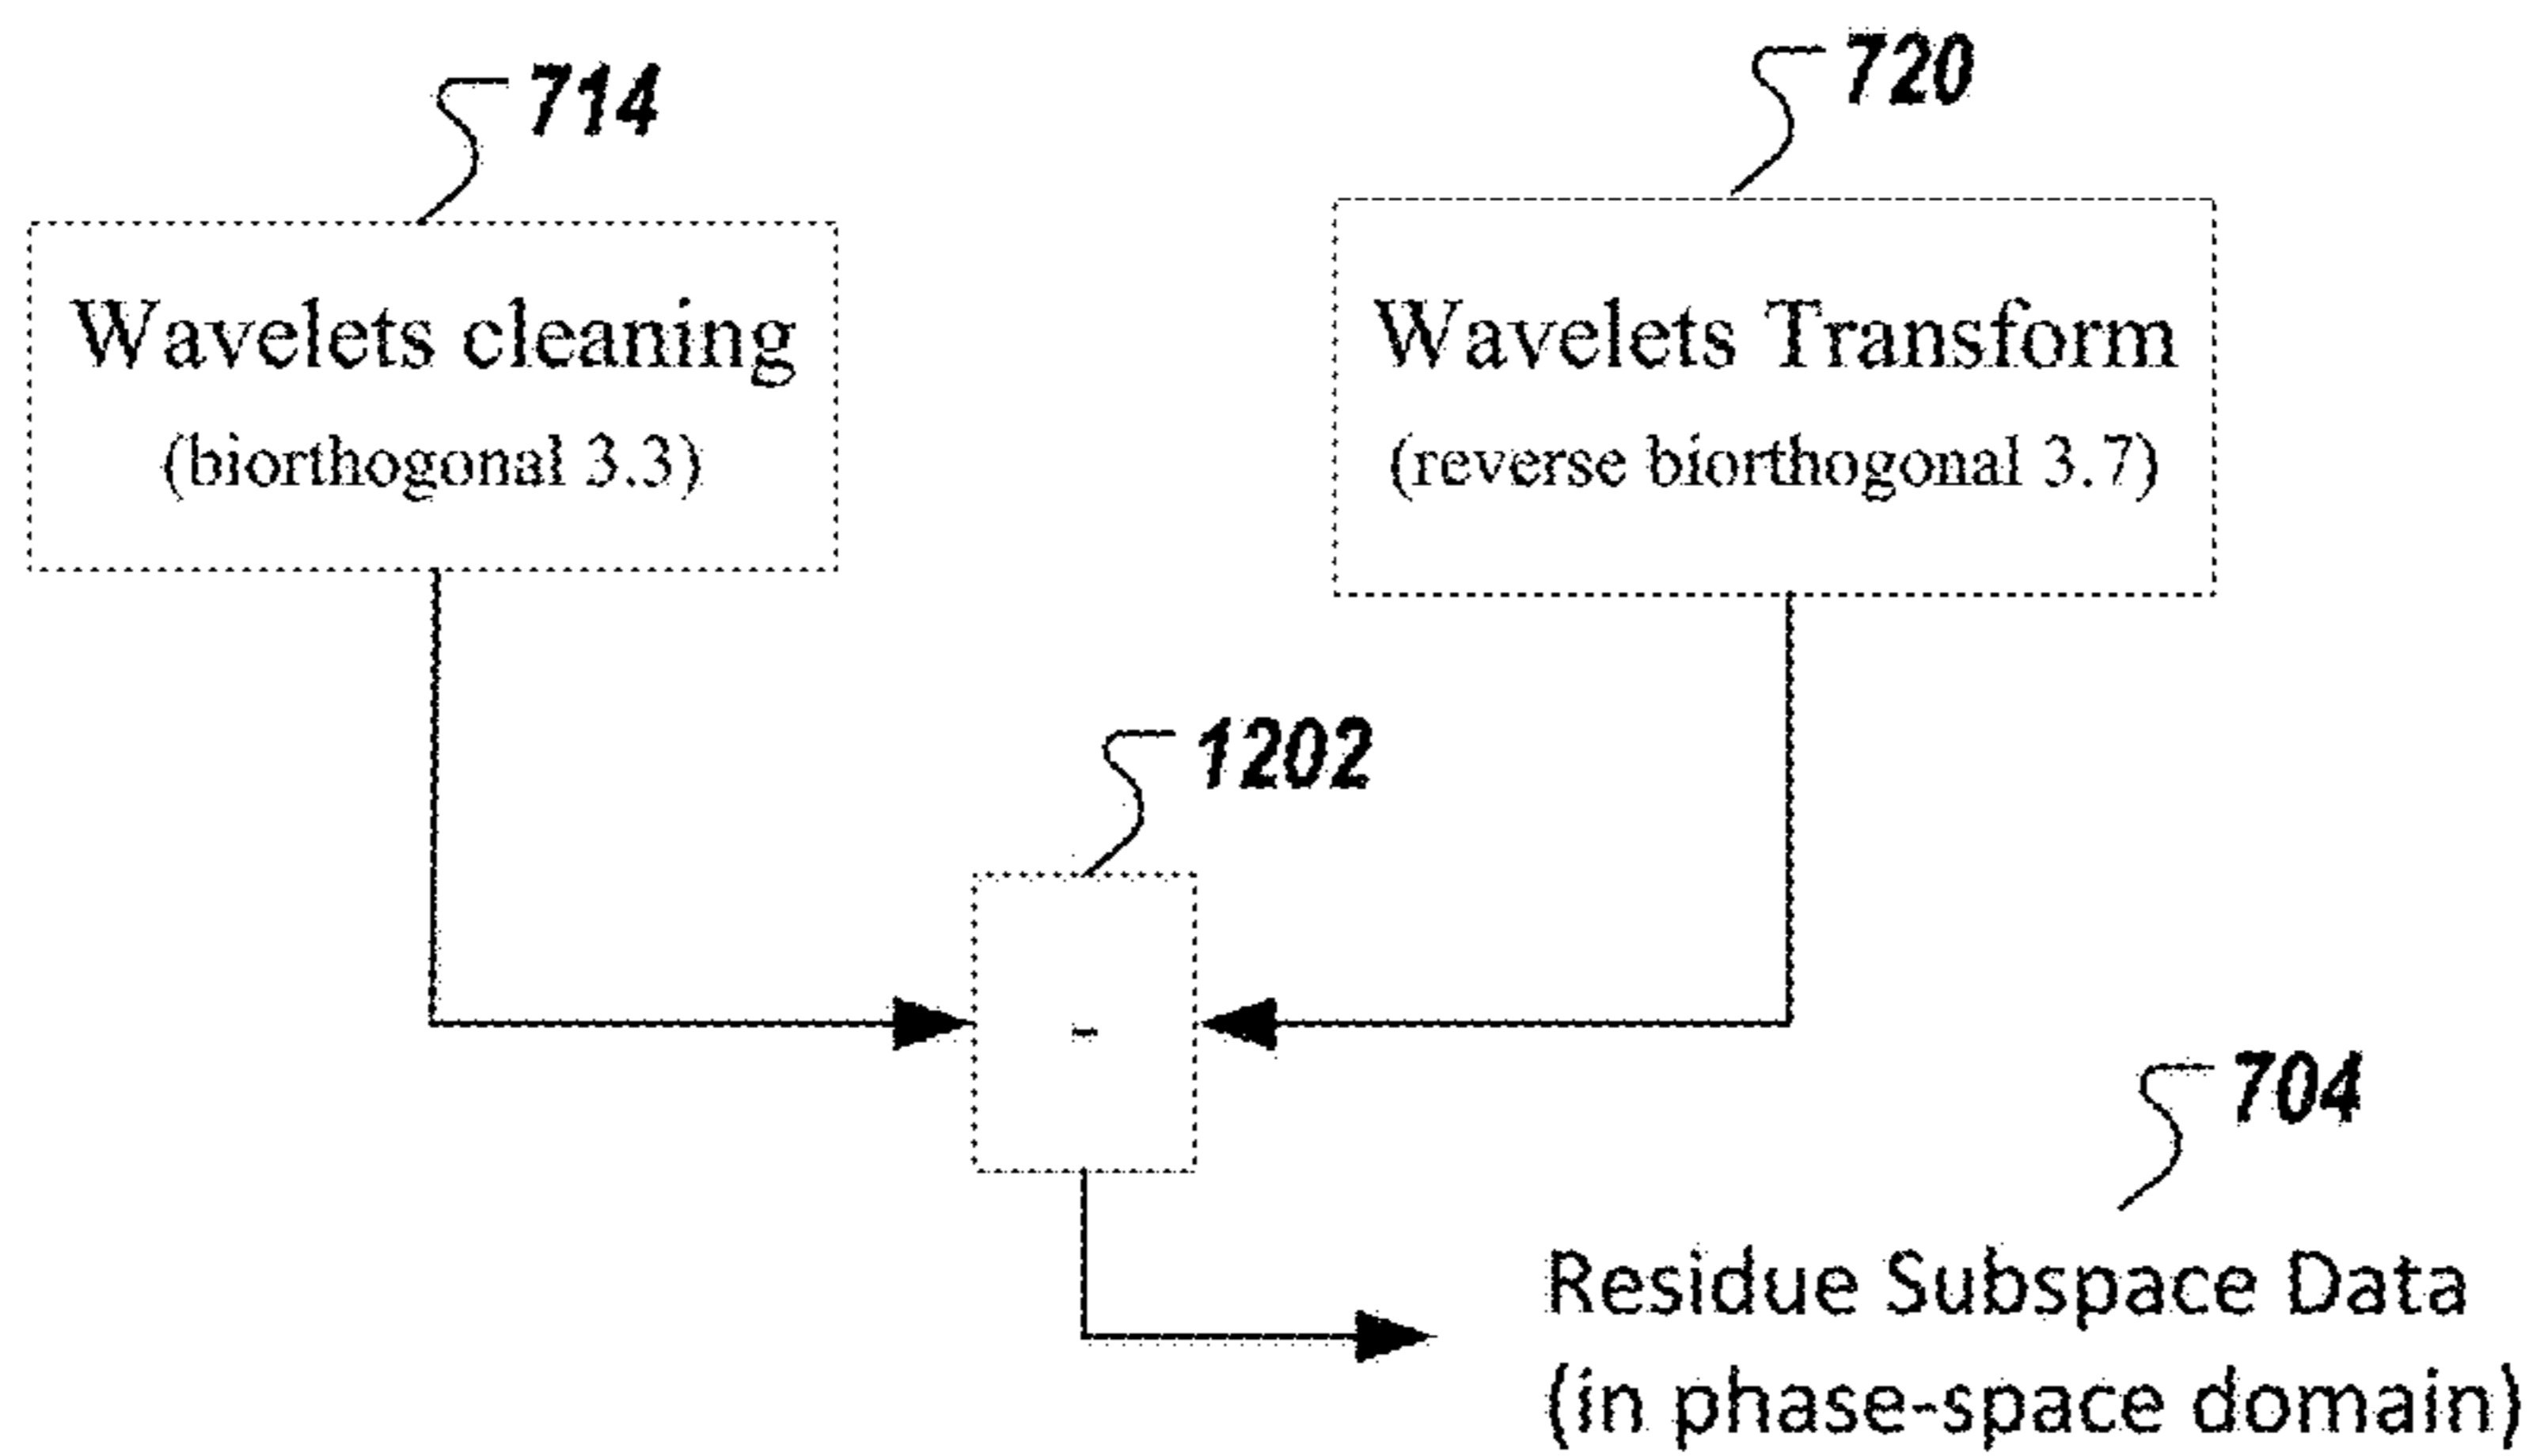 714
720
Wavelets cleaning
(biorthogonal 3.3)
Wavelets Transform
(reverse biorthogonal 3.7)
1202
-
704
Residue Subspace Data
(in phase-space domain)